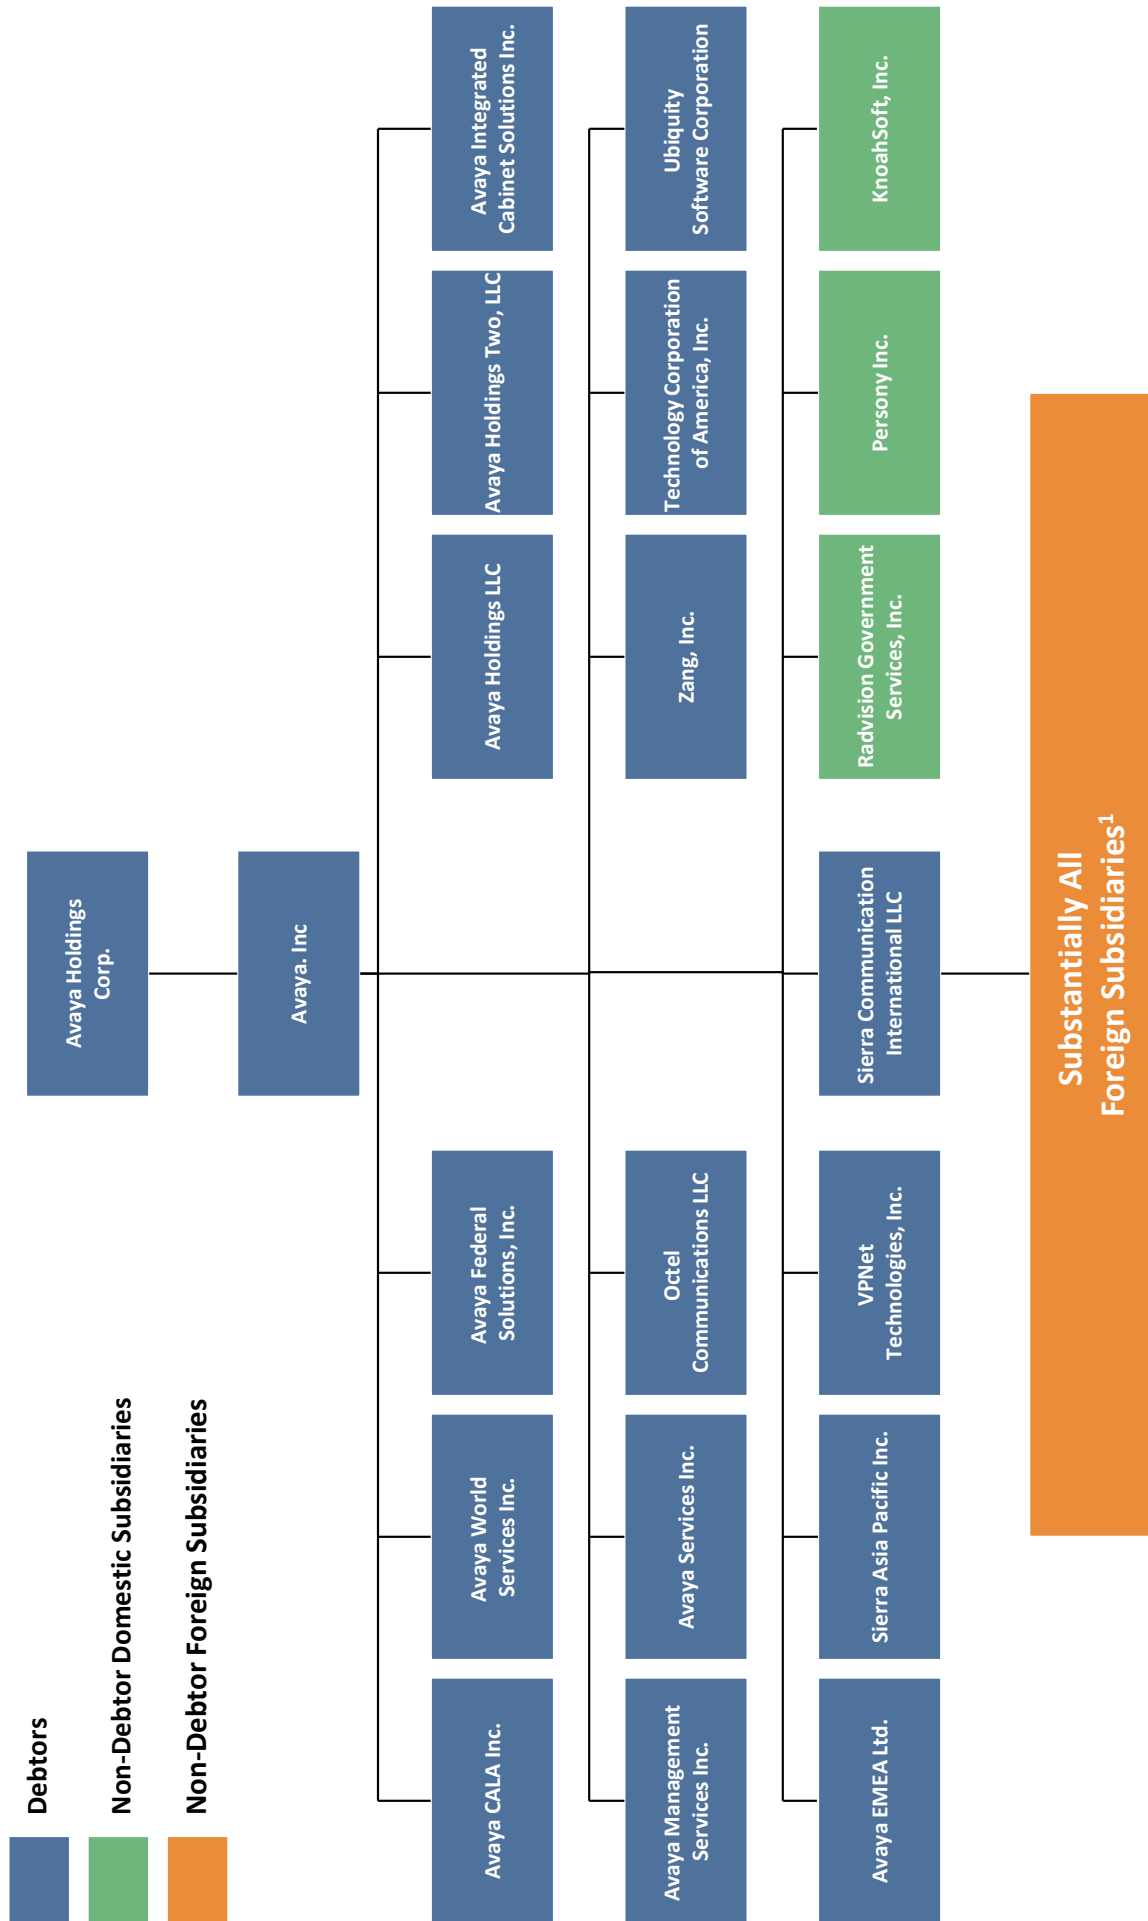 Debtors
Non-Debtor Domestic Subsidiaries
Non-Debtor Foreign Subsidiaries
Avaya Holdings
Corp.
Avaya. Inc
Avaya CALA Inc.
Avaya World
Services Inc.
Avaya Federal
Solutions, Inc.
Avaya Holdings LLC
Avaya Holdings Two, LLC
Avaya Integrated
Cabinet Solutions Inc.
Avaya Management
Services Inc.
Avaya Services Inc.
Octel
Communications LLC
Zang, Inc.
Technology Corporation
of America, Inc.
Ubiquity
Software Corporation
Avaya EMEA Ltd.
Sierra Asia Pacific Inc.
VPNet
Technologies, Inc.
Sierra Communication
International LLC
Radvision Government
Services, Inc.
Persony Inc.
KnoahSoft, Inc.
Substantially All
Foreign Subsidiaries¹